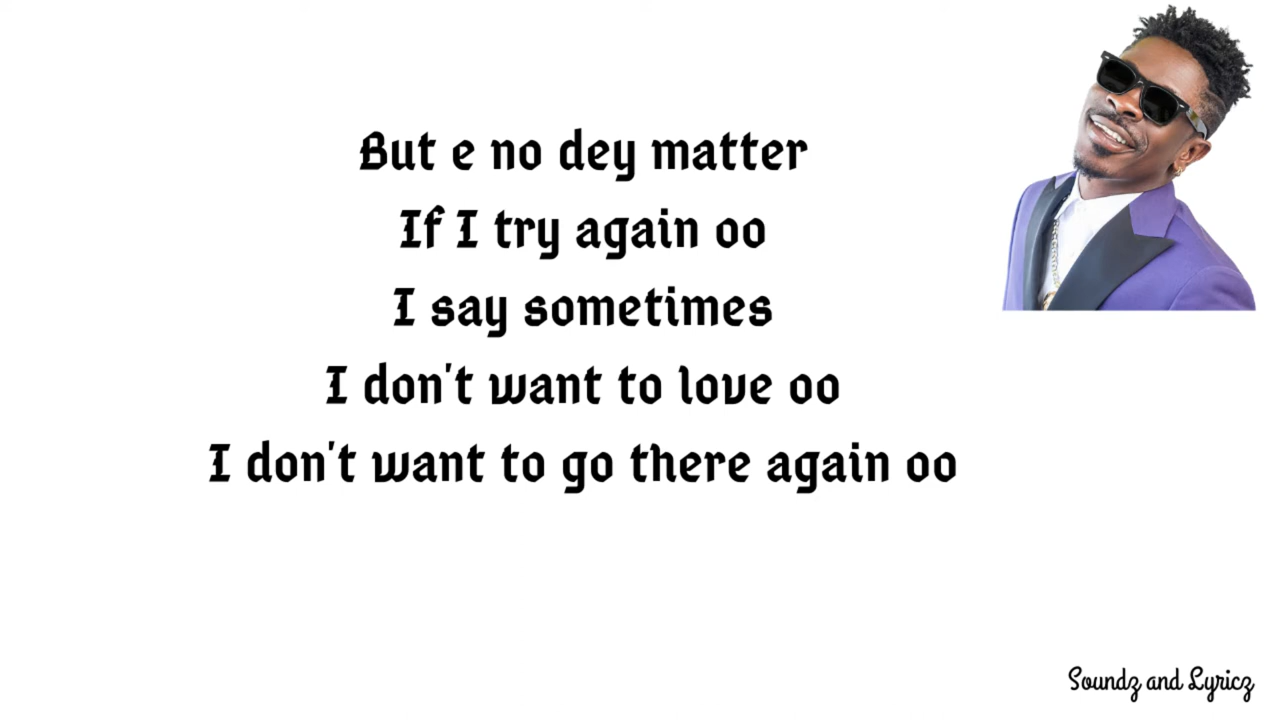 But e no dey matter
If I try again oo
I say sometimes
I don't want to love oo
I don't want to go there again oo
Soundz and Lyricz